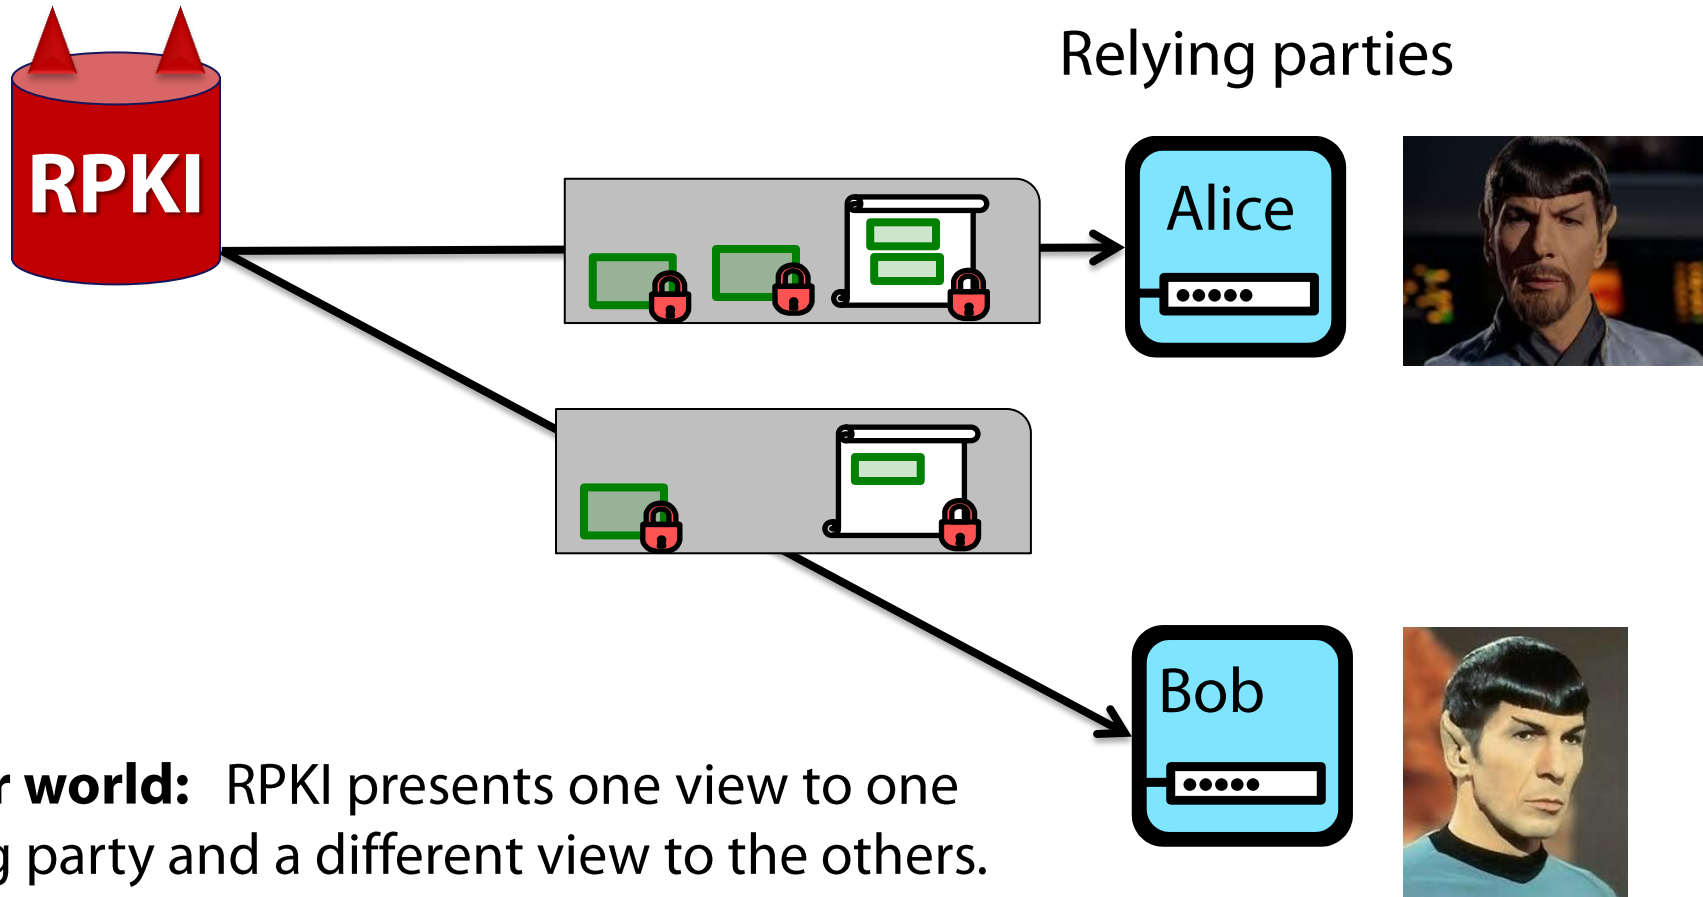 Relying parties
RPKI
Alice
Bob
world: RPKI presents one view to one
party and a different view to the others.